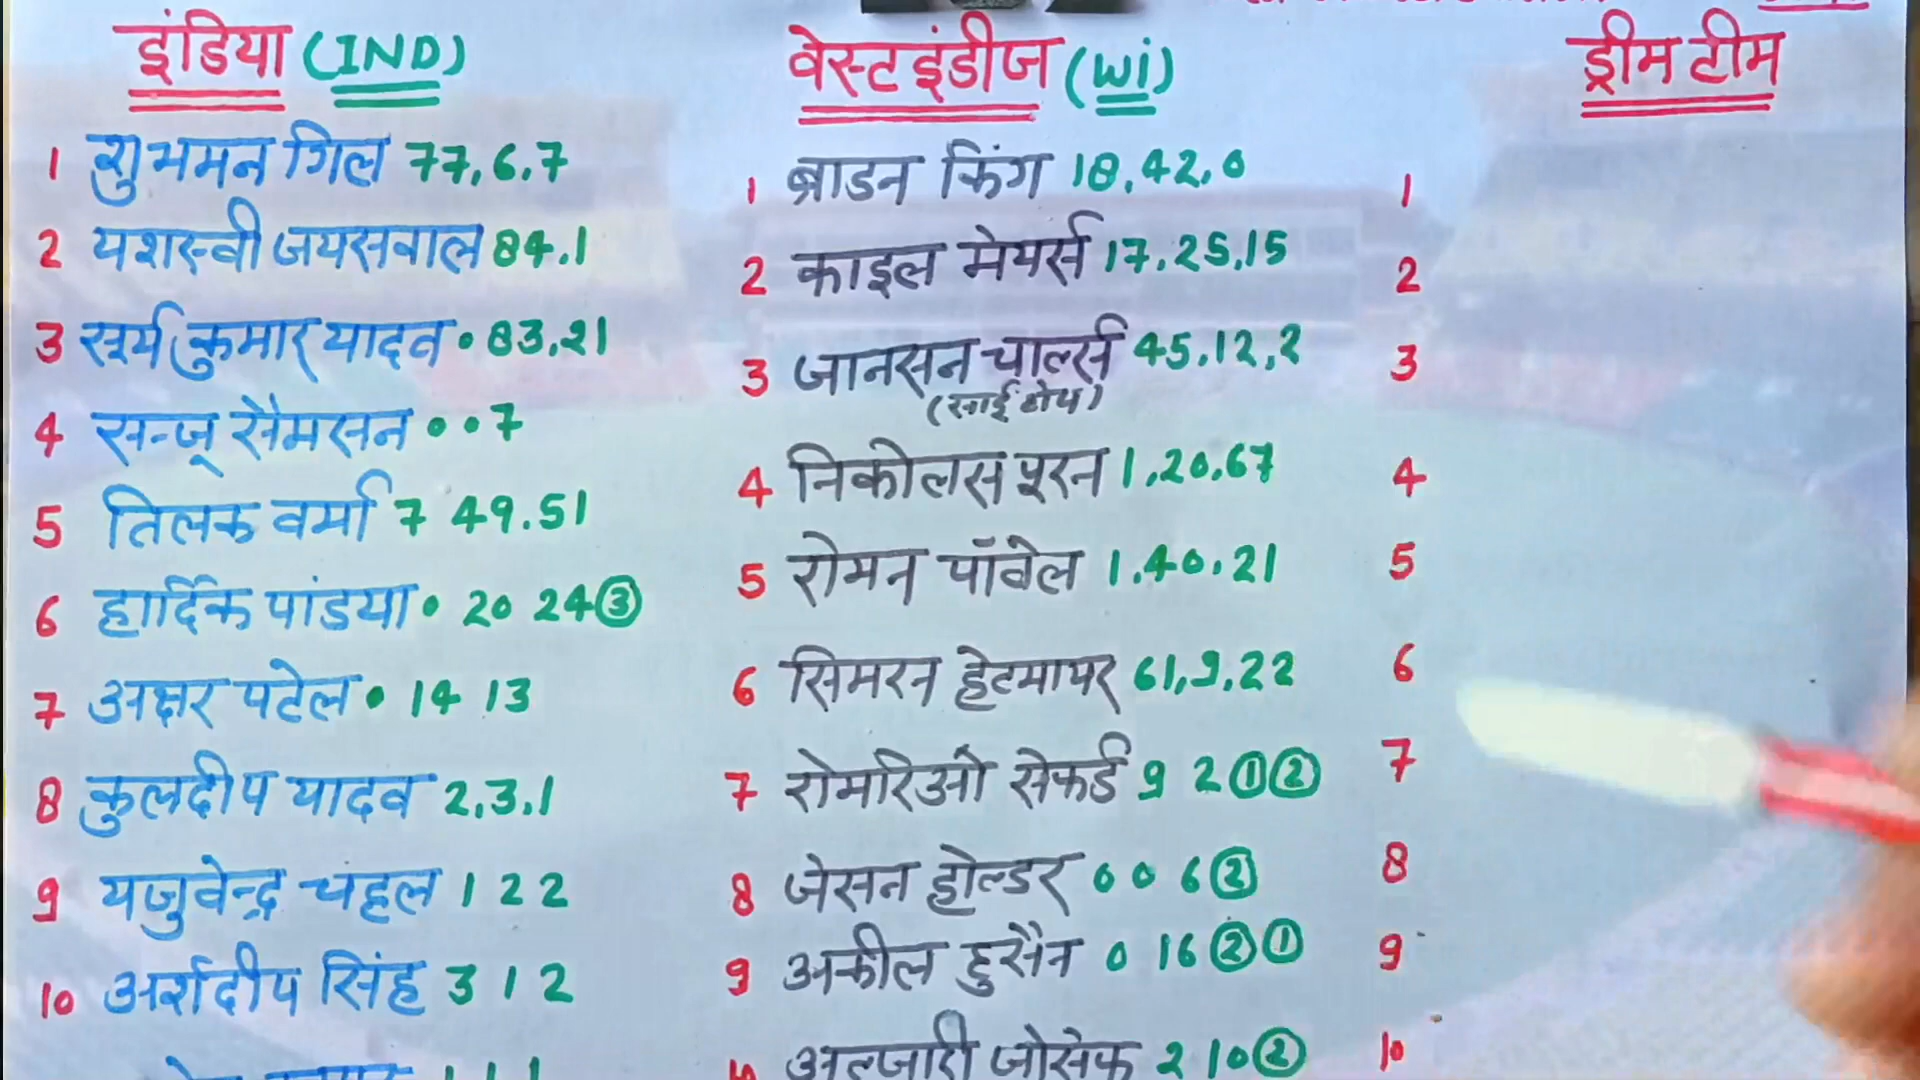 इंडिया (IND)
1 शुभमन गिल 77,6,7
2 यशस्वी जयसवाल 84.1
3 सूर्यकुमार यादव • 83,21
4 सन्जू सैमसन • • 7
5 तिलक वर्मा 7 49.51
6 हार्दिक पांडया • 20 24 ③
7 अक्षर पटेल • 14 13
8 कुलदीप यादव 2,3,1
9 यजुवेन्द्र चहल 1 2 2
10 अर्शदीप सिंह 3 1 2
वेस्टइंडीज (Wi)
1 ब्राडन किंग 18,42,0
2 काइल मेयर्स 17,25,15
3 जानसन चार्ल्स 45,12,2
4 निकोलस पूरन 1,20,67
5 रोमन पॉवेल 1,40,21
6 सिमरन हेटमायर 61,9,22
7 रोमरिओ सेफर्ड 9 2 ① ②
8 जेसन होल्डर 0 0 6 ②
9 अकील हुसैन 0 16 ② ①
अल्जारी जोसेफ 2 10 ②
ड्रीम टीम
1
2
3
4
5
6
7
8
9
10